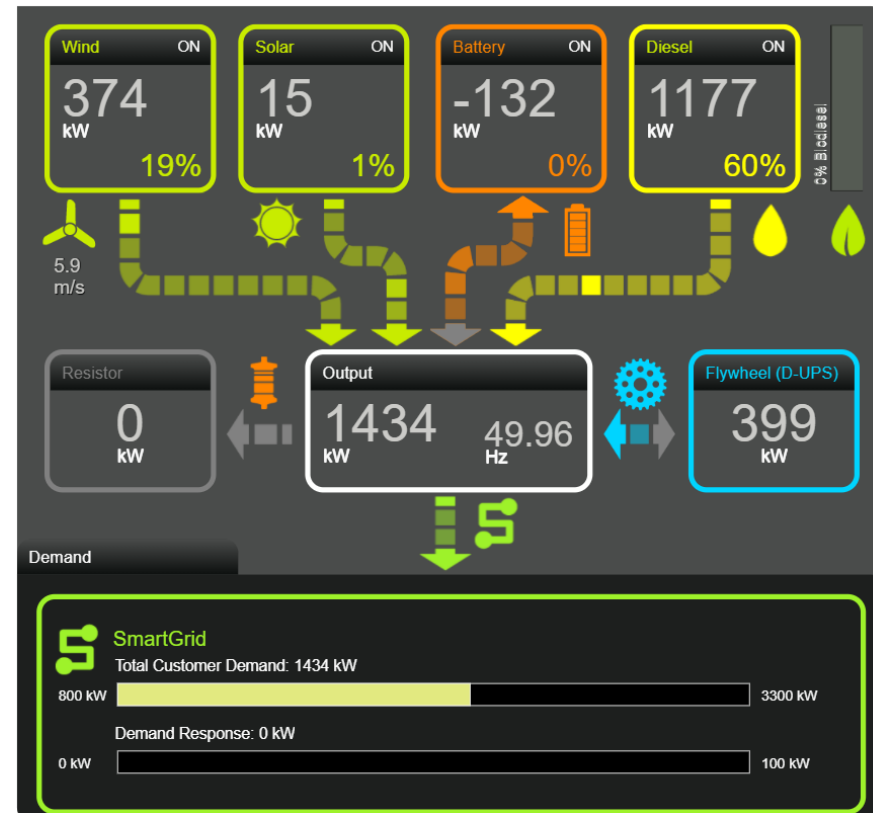 Wind ON
374
kW
19%
Solar ON
15
kW
1%
Battery ON
-132
kW
0%
Diesel ON
1177
kW
60%
0% Biodiesel
5.9
m/s
Resistor
0
kW
Output
1434
kW
49.96
Hz
Flywheel (D-UPS)
399
kW
Demand
SmartGrid
Total Customer Demand: 1434 kW
800 kW 3300 kW
Demand Response: 0 kW
0 kW 100 kW